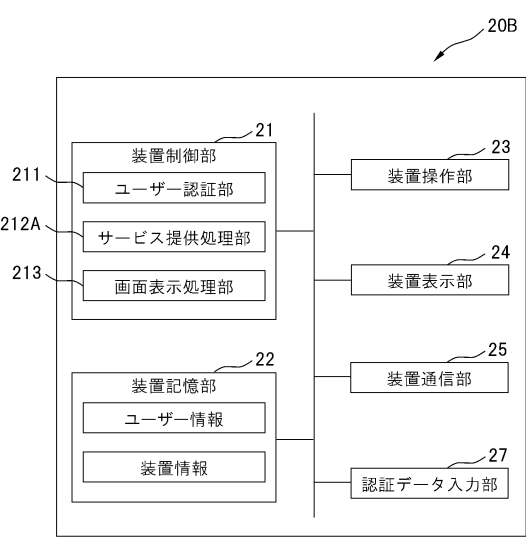 20B
21
装置制御部
211
ユーザー認証部
212A
サービス提供処理部
213
画面表示処理部
22
装置記憶部
ユーザー情報
装置情報
23
装置操作部
24
装置表示部
25
装置通信部
27
認証データ入力部